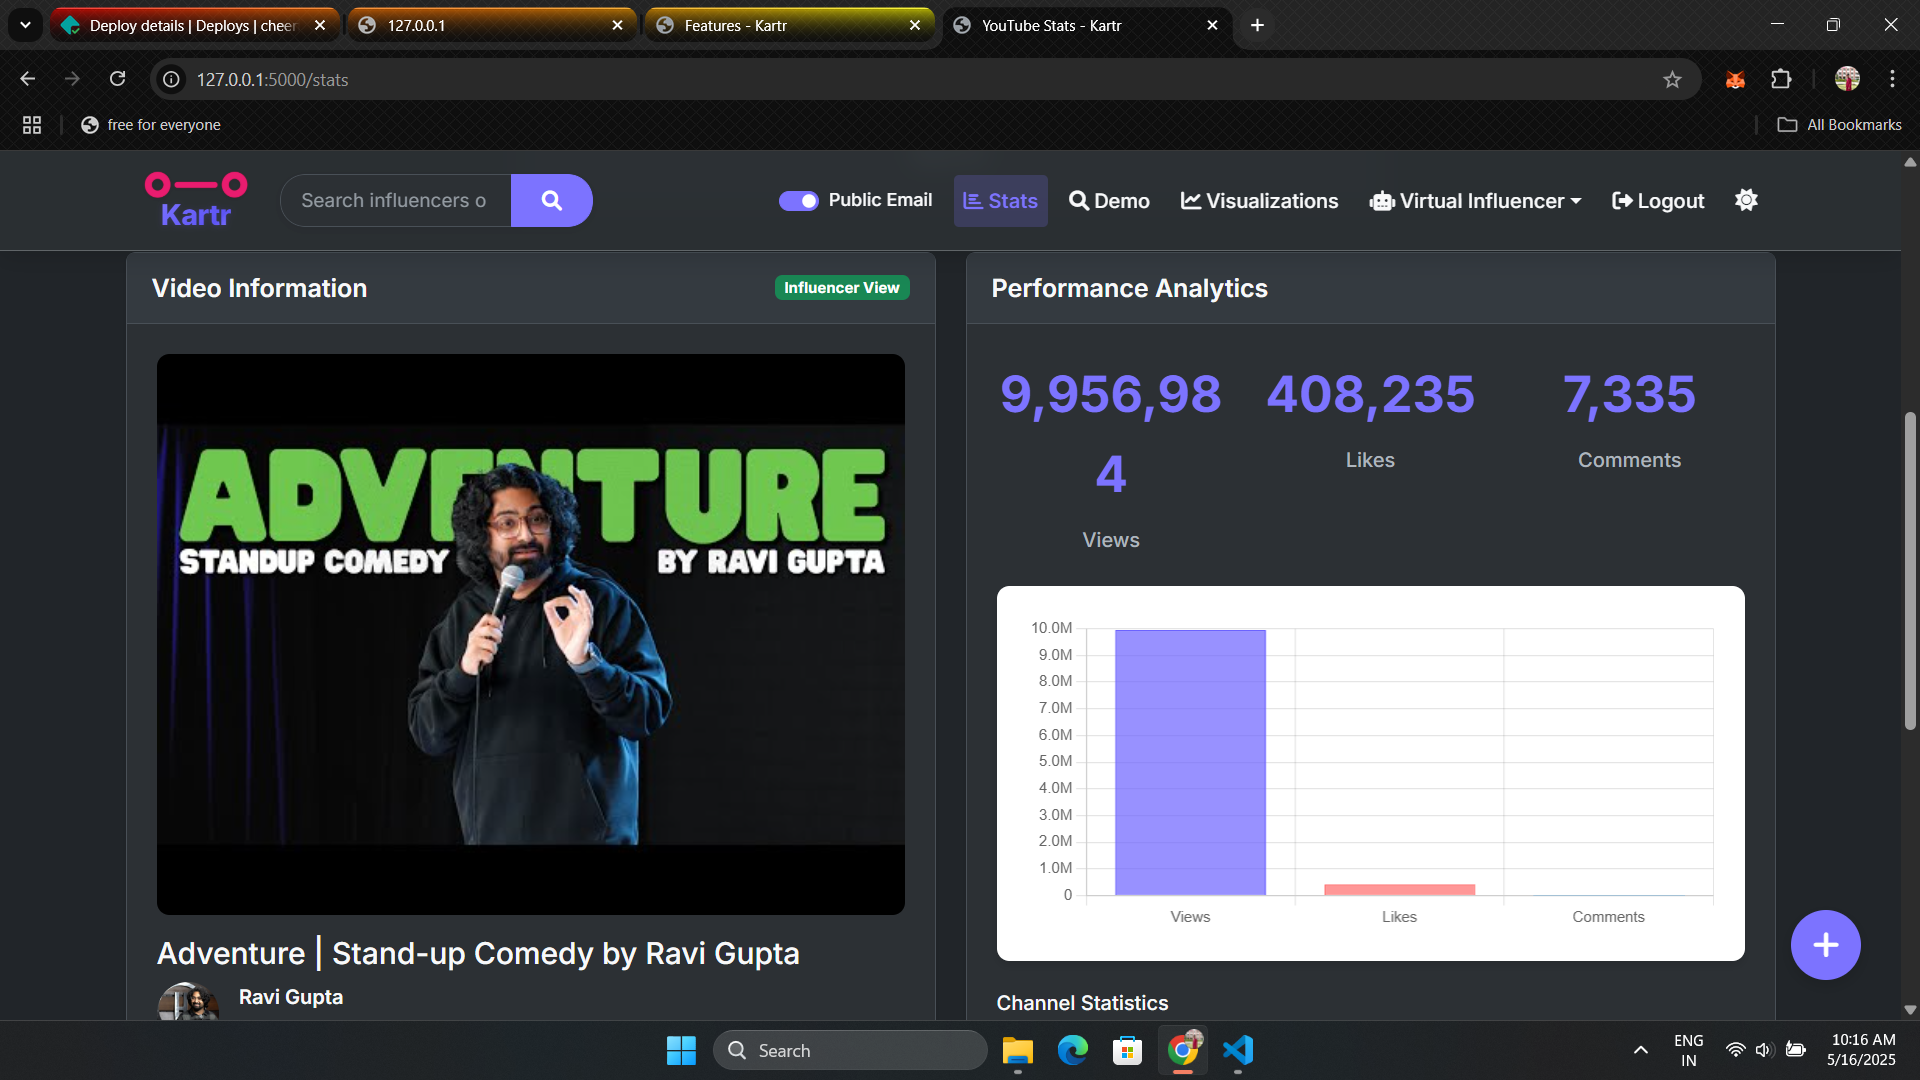 Deploy details | Deploys | cheer
127.0.0.1
Features - Kartr
YouTube Stats - Kartr
127.0.0.1:5000/stats
free for everyone
All Bookmarks
Kartr
Search influencers o
Public Email
Stats
Demo
Visualizations
Virtual Influencer
Logout
Video Information
Influencer View
ADVENTURE
STANDUP COMEDY BY RAVI GUPTA
Adventure | Stand-up Comedy by Ravi Gupta
Ravi Gupta
Performance Analytics
9,956,98
4
Views
408,235
Likes
7,335
Comments
10.0M
9.0M
8.0M
7.0M
6.0M
5.0M
4.0M
3.0M
2.0M
1.0M
0
Views Likes Comments
Channel Statistics
Search
ENG
IN
10:16 AM
5/16/2025